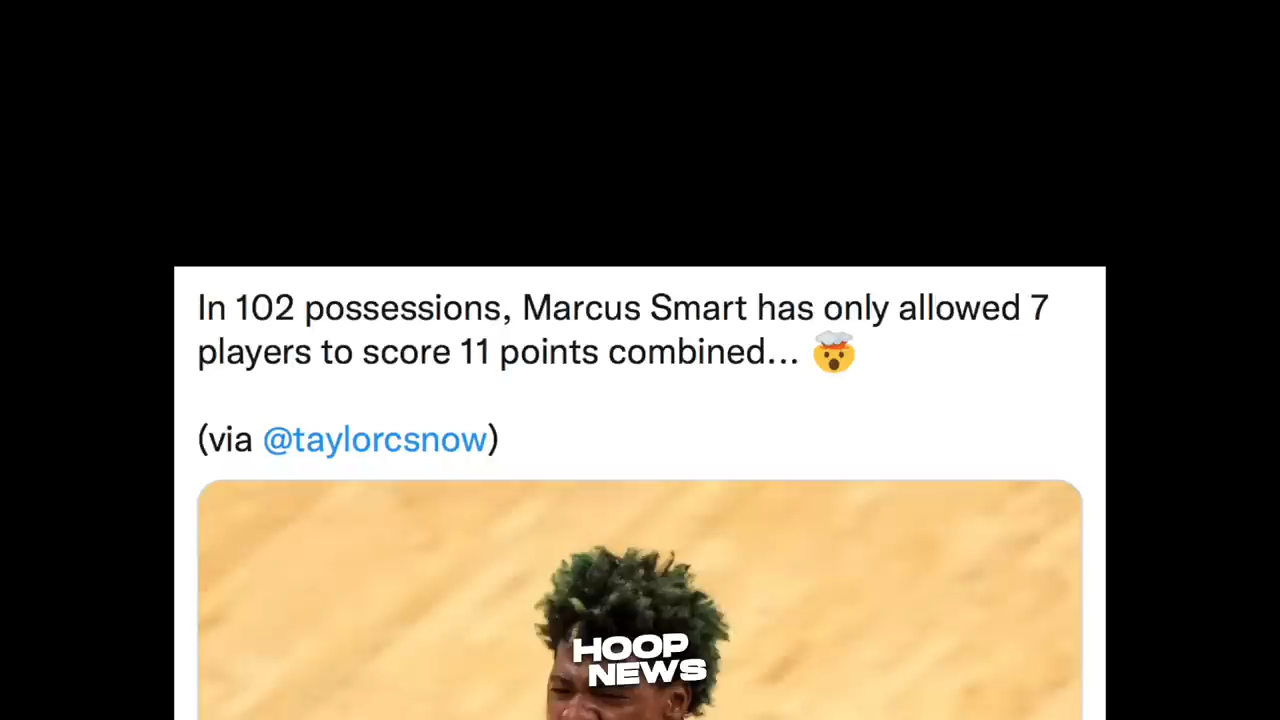 In 102 possessions, Marcus Smart has only allowed 7
players to score 11 points combined... 🤯
(via @taylorcsnow)
HOOP
NEWS